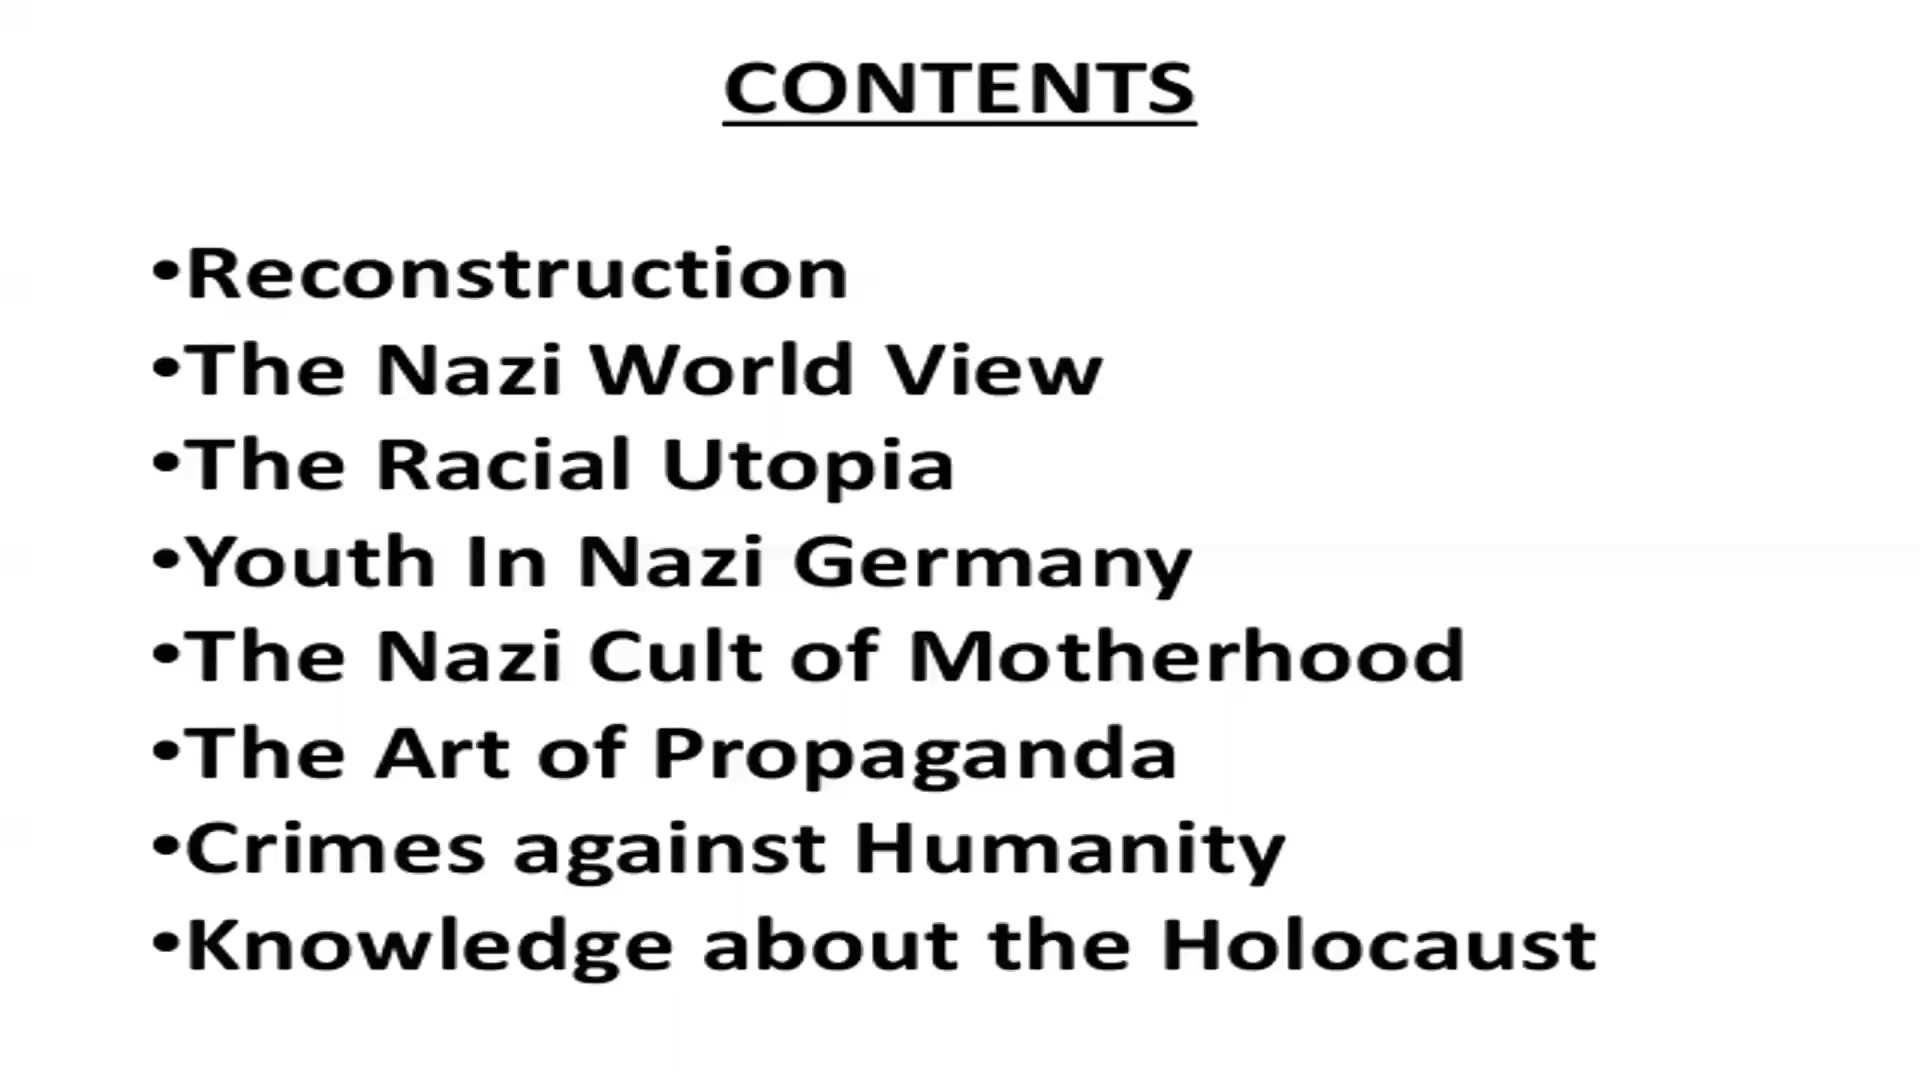 CONTENTS
•Reconstruction
•The Nazi World View
•The Racial Utopia
•Youth In Nazi Germany
•The Nazi Cult of Motherhood
•The Art of Propaganda
•Crimes against Humanity
•Knowledge about the Holocaust